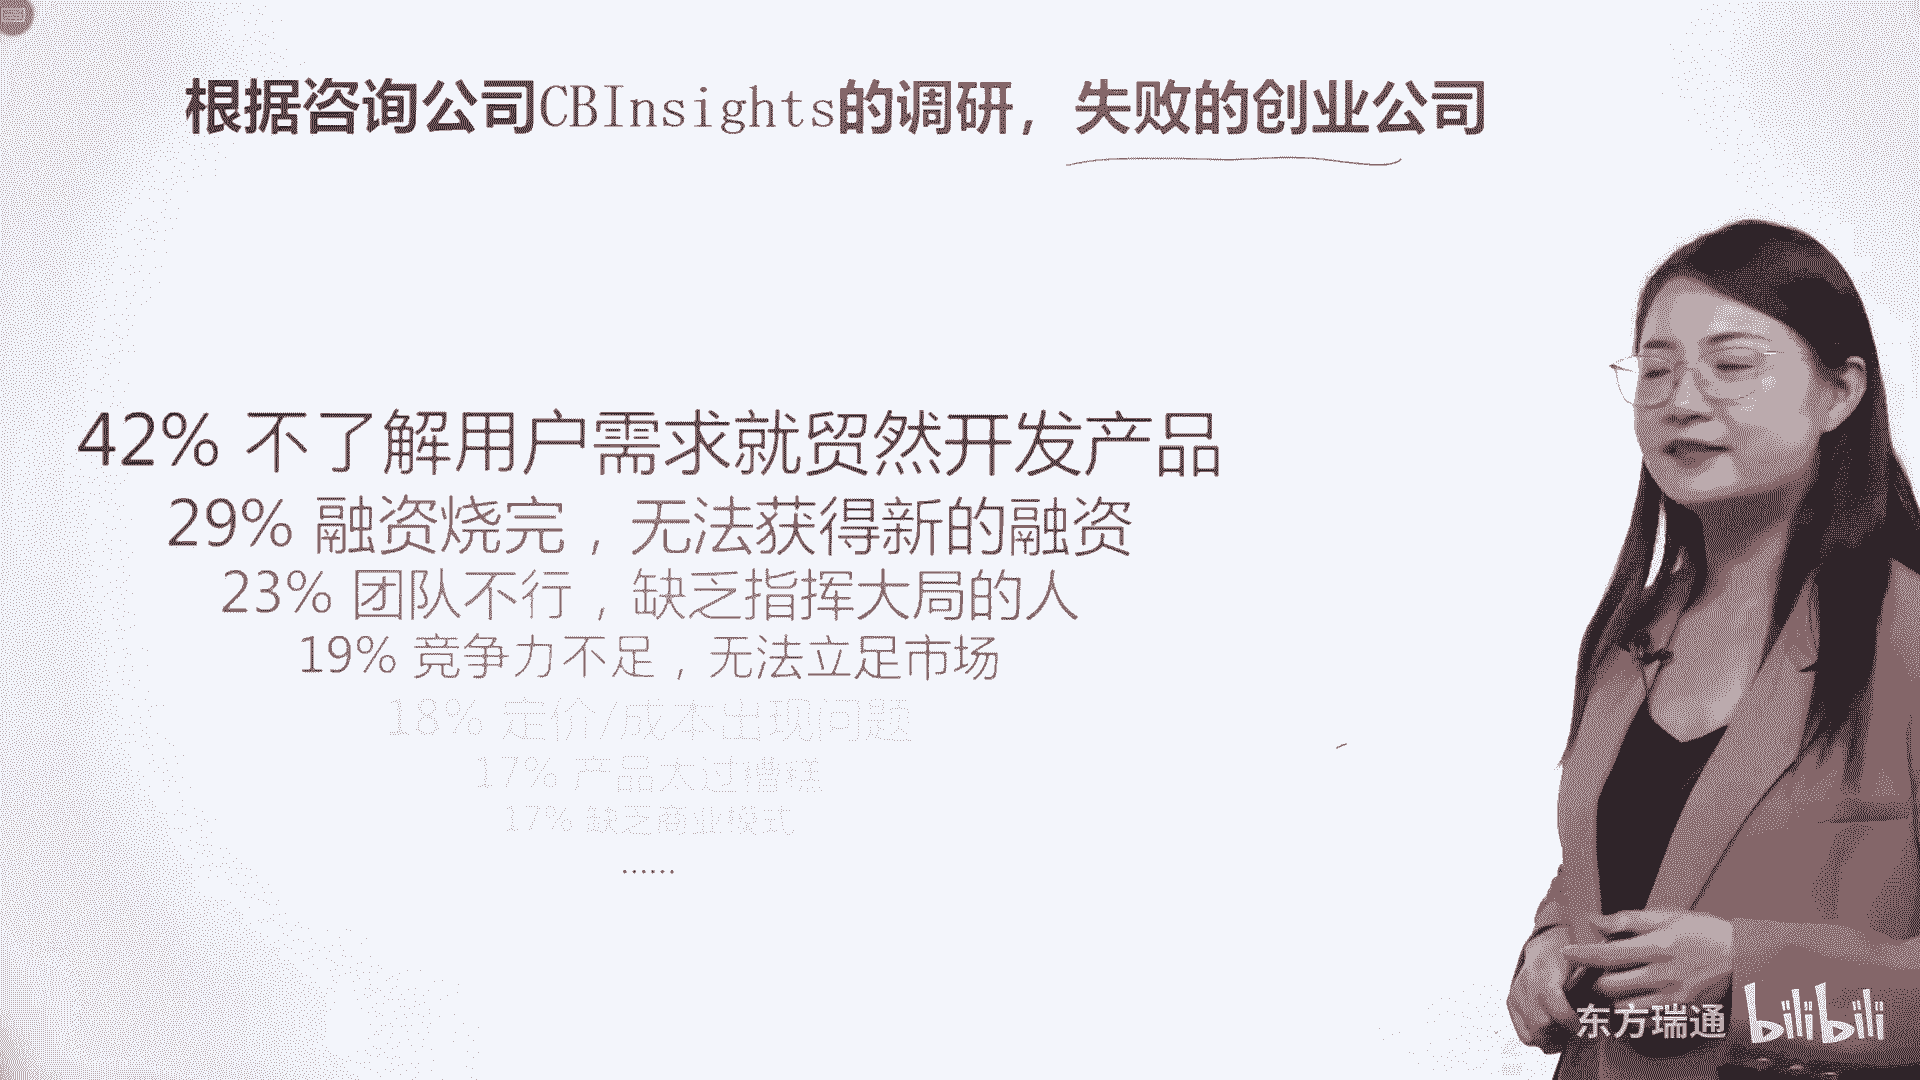 根据咨询公司CBInsights的调研，失败的创业公司
42% 不了解用户需求就贸然开发产品
29% 融资烧完，无法获得新的融资
23% 团队不行，缺乏指挥大局的人
19% 竞争力不足，无法立足市场
18% 定价/成本出现问题
17% 产品太过糟糕
17% 缺乏商业模式
······
东方瑞通 bilibili